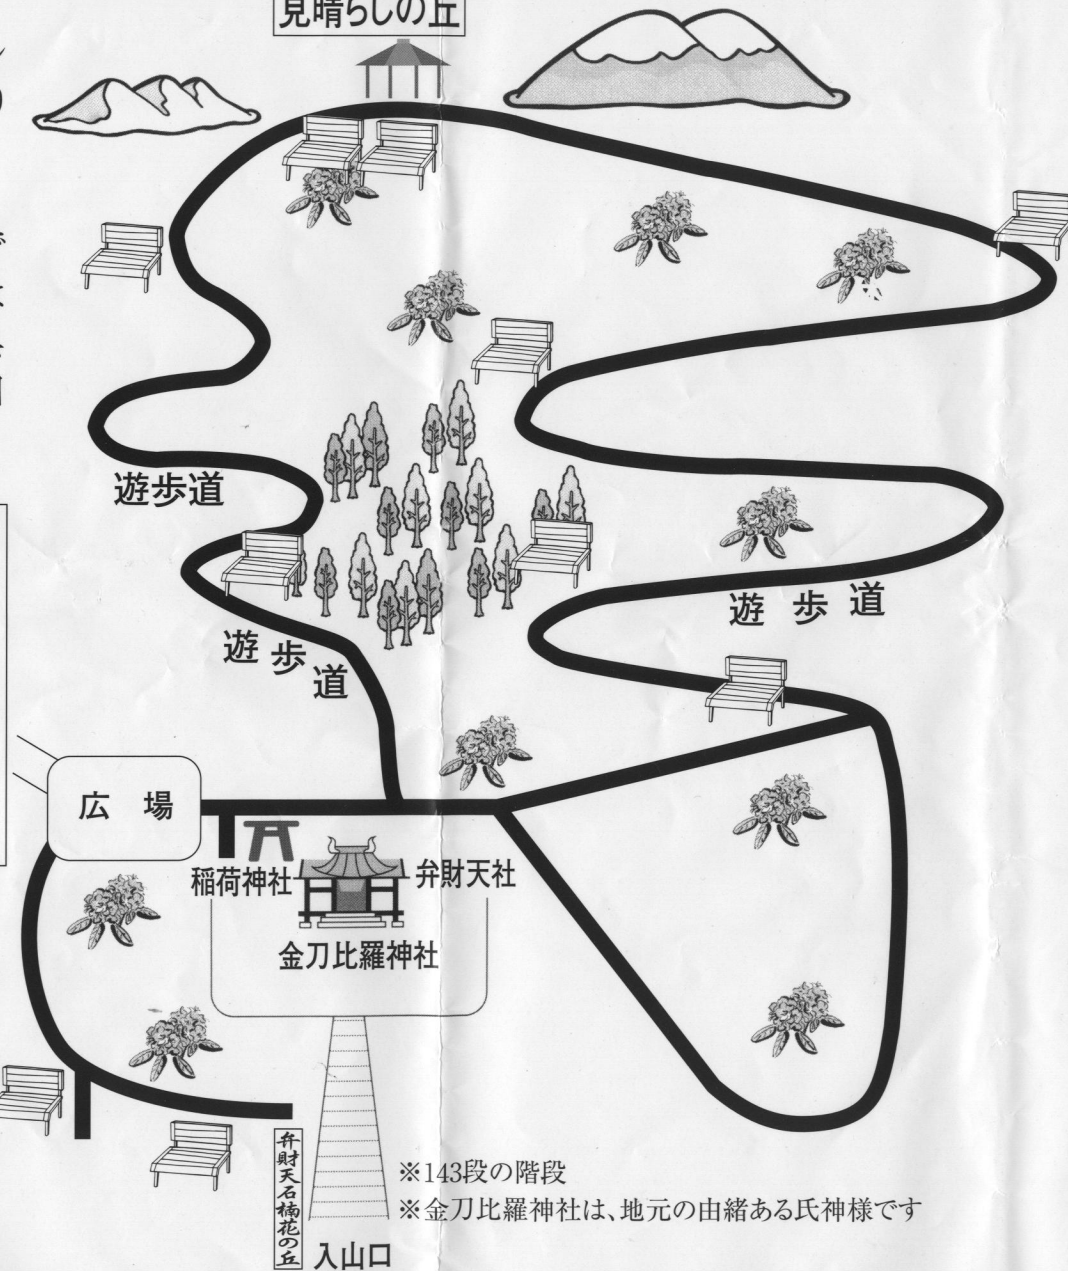 見晴らしの丘
遊歩道
遊歩道
遊歩道
広場
稲荷神社
弁財天社
金刀比羅神社
弁財天石楠花の丘
入山口
※143段の階段
※金刀比羅神社は、地元の由緒ある氏神様です